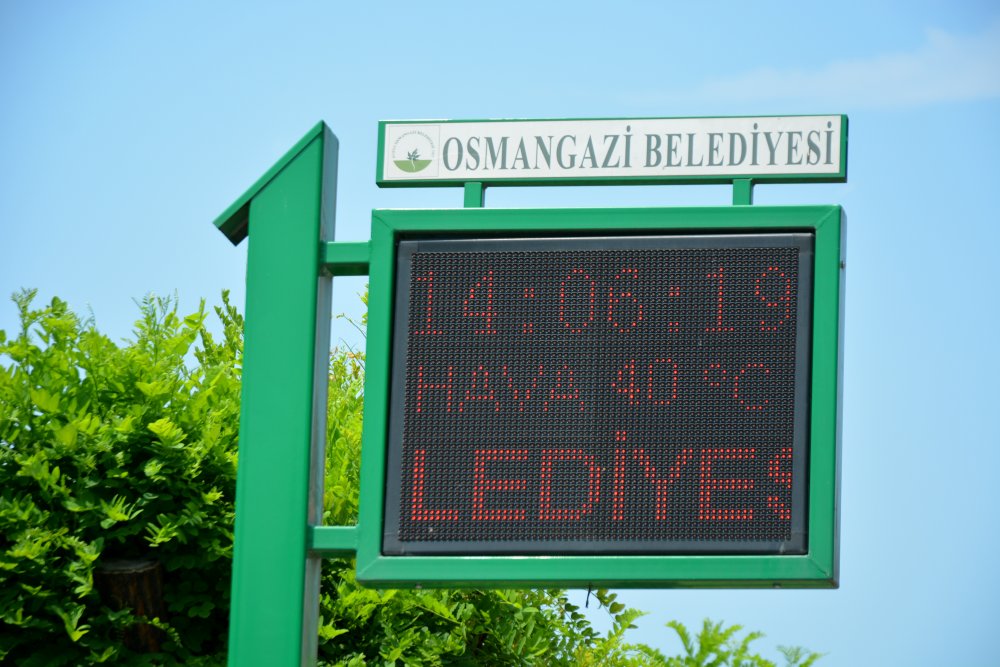 OSMANGAZİ BELEDİYESİ
14:06:19
HAVA 40 °C
LEDİYES